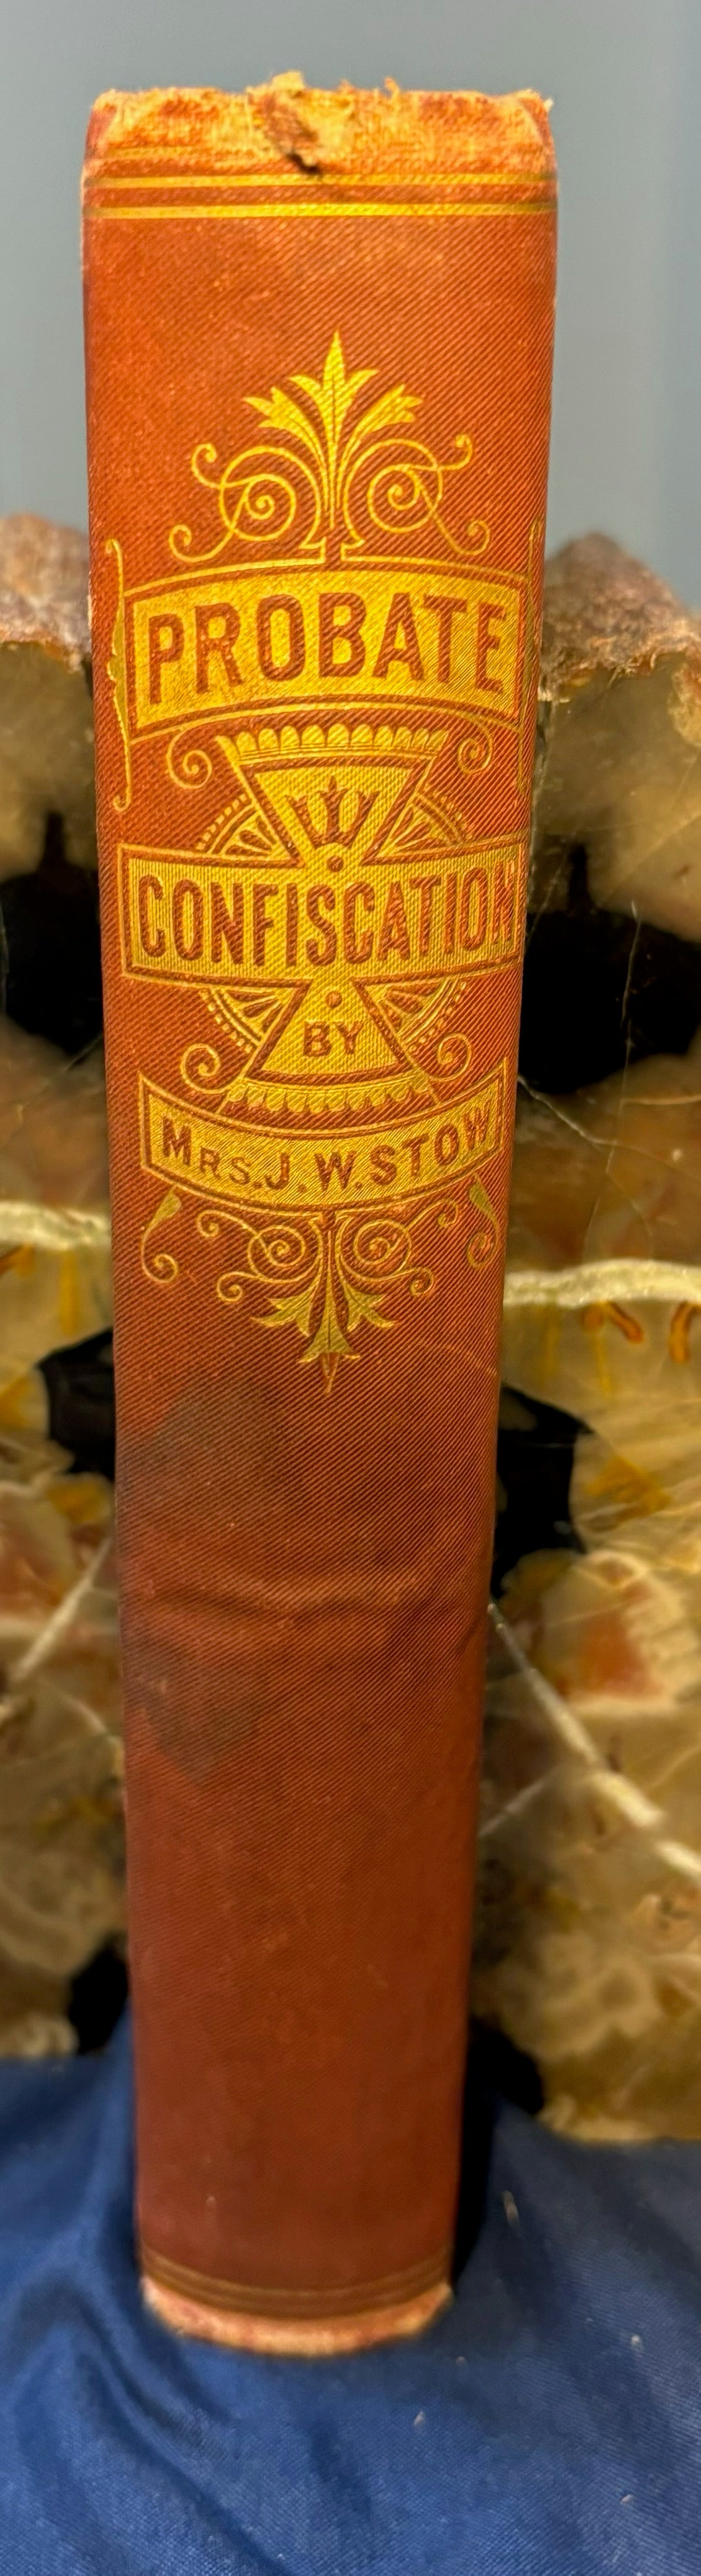 PROBATE
CONFISCATION
BY
MRS. J. W. STOW